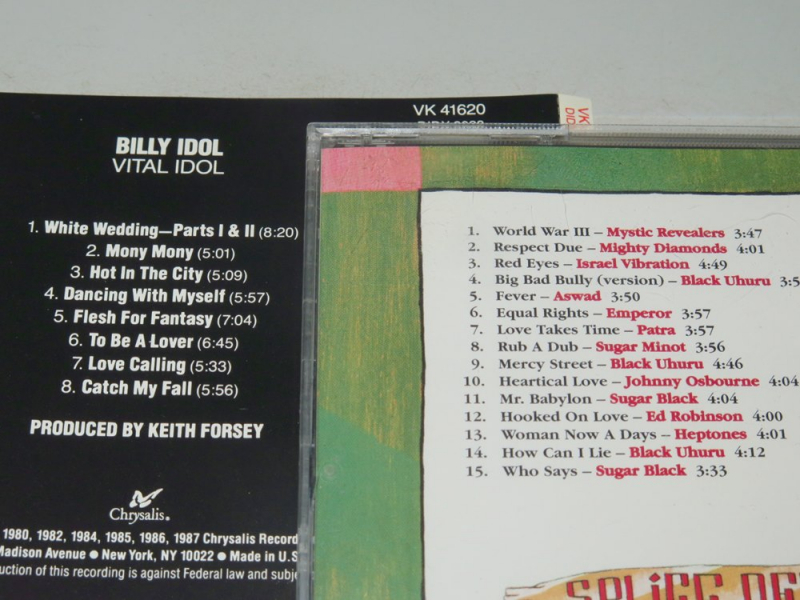 VK 41620
VK
DID
BILLY IDOL
VITAL IDOL
1. White Wedding—Parts I & II (8:20)
2. Mony Mony (5:01)
3. Hot In The City (5:09)
4. Dancing With Myself (5:57)
5. Flesh For Fantasy (7:04)
6. To Be A Lover (6:45)
7. Love Calling (5:33)
8. Catch My Fall (5:56)
PRODUCED BY KEITH FORSEY
Chrysalis®
1980, 1982, 1984, 1985, 1986, 1987 Chrysalis Record
Madison Avenue ● New York, NY 10022 ● Made in U.S
uction of this recording is against Federal law and subje
1. World War III – Mystic Revealers 3:47
2. Respect Due – Mighty Diamonds 4:01
3. Red Eyes – Israel Vibration 4:49
4. Big Bad Bully (version) – Black Uhuru 3:5
5. Fever – Aswad 3:50
6. Equal Rights – Emperor 3:57
7. Love Takes Time – Patra 3:57
8. Rub A Dub – Sugar Minot 3:56
9. Mercy Street – Black Uhuru 4:46
10. Heartical Love – Johnny Osbourne 4:04
11. Mr. Babylon – Sugar Black 4:04
12. Hooked On Love – Ed Robinson 4:00
13. Woman Now A Days – Heptones 4:01
14. How Can I Lie – Black Uhuru 4:12
15. Who Says – Sugar Black 3:33